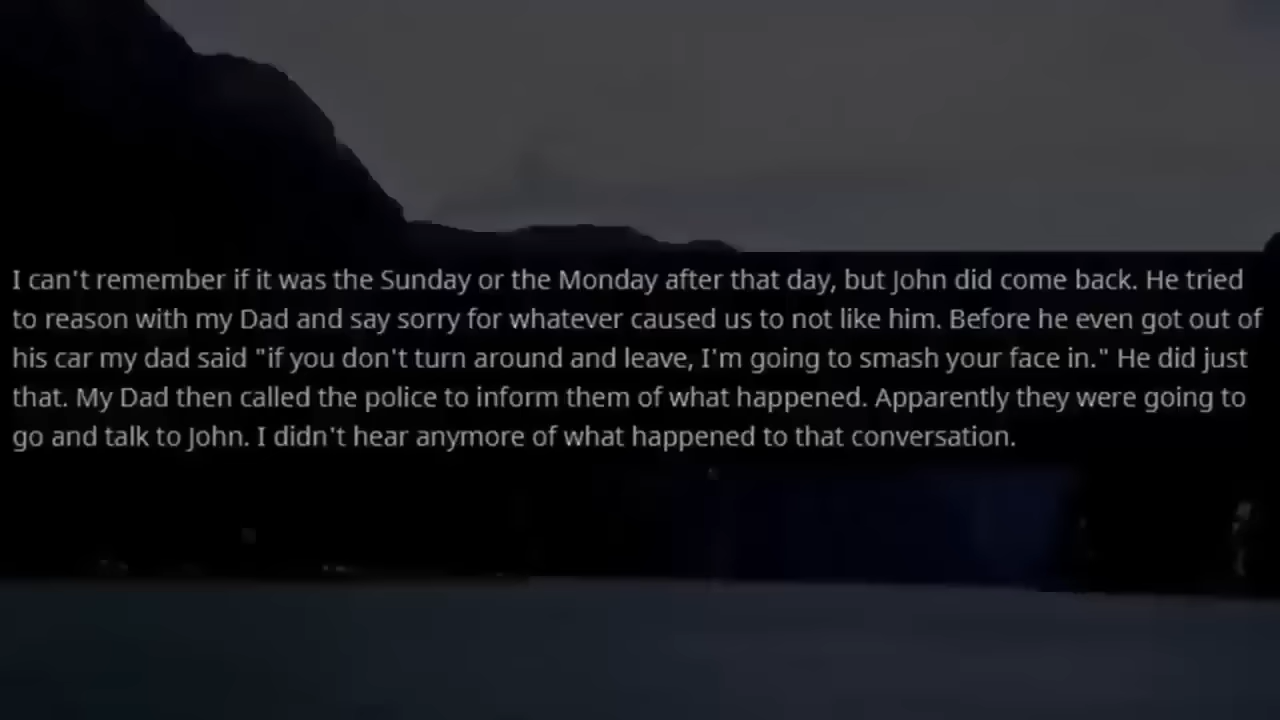 I can't remember if it was the Sunday or the Monday after that day, but John did come back. He tried
to reason with my Dad and say sorry for whatever caused us to not like him. Before he even got out of
his car my dad said "if you don't turn around and leave, I'm going to smash your face in." He did just
that. My Dad then called the police to inform them of what happened. Apparently they were going to
go and talk to John. I didn't hear anymore of what happened to that conversation.